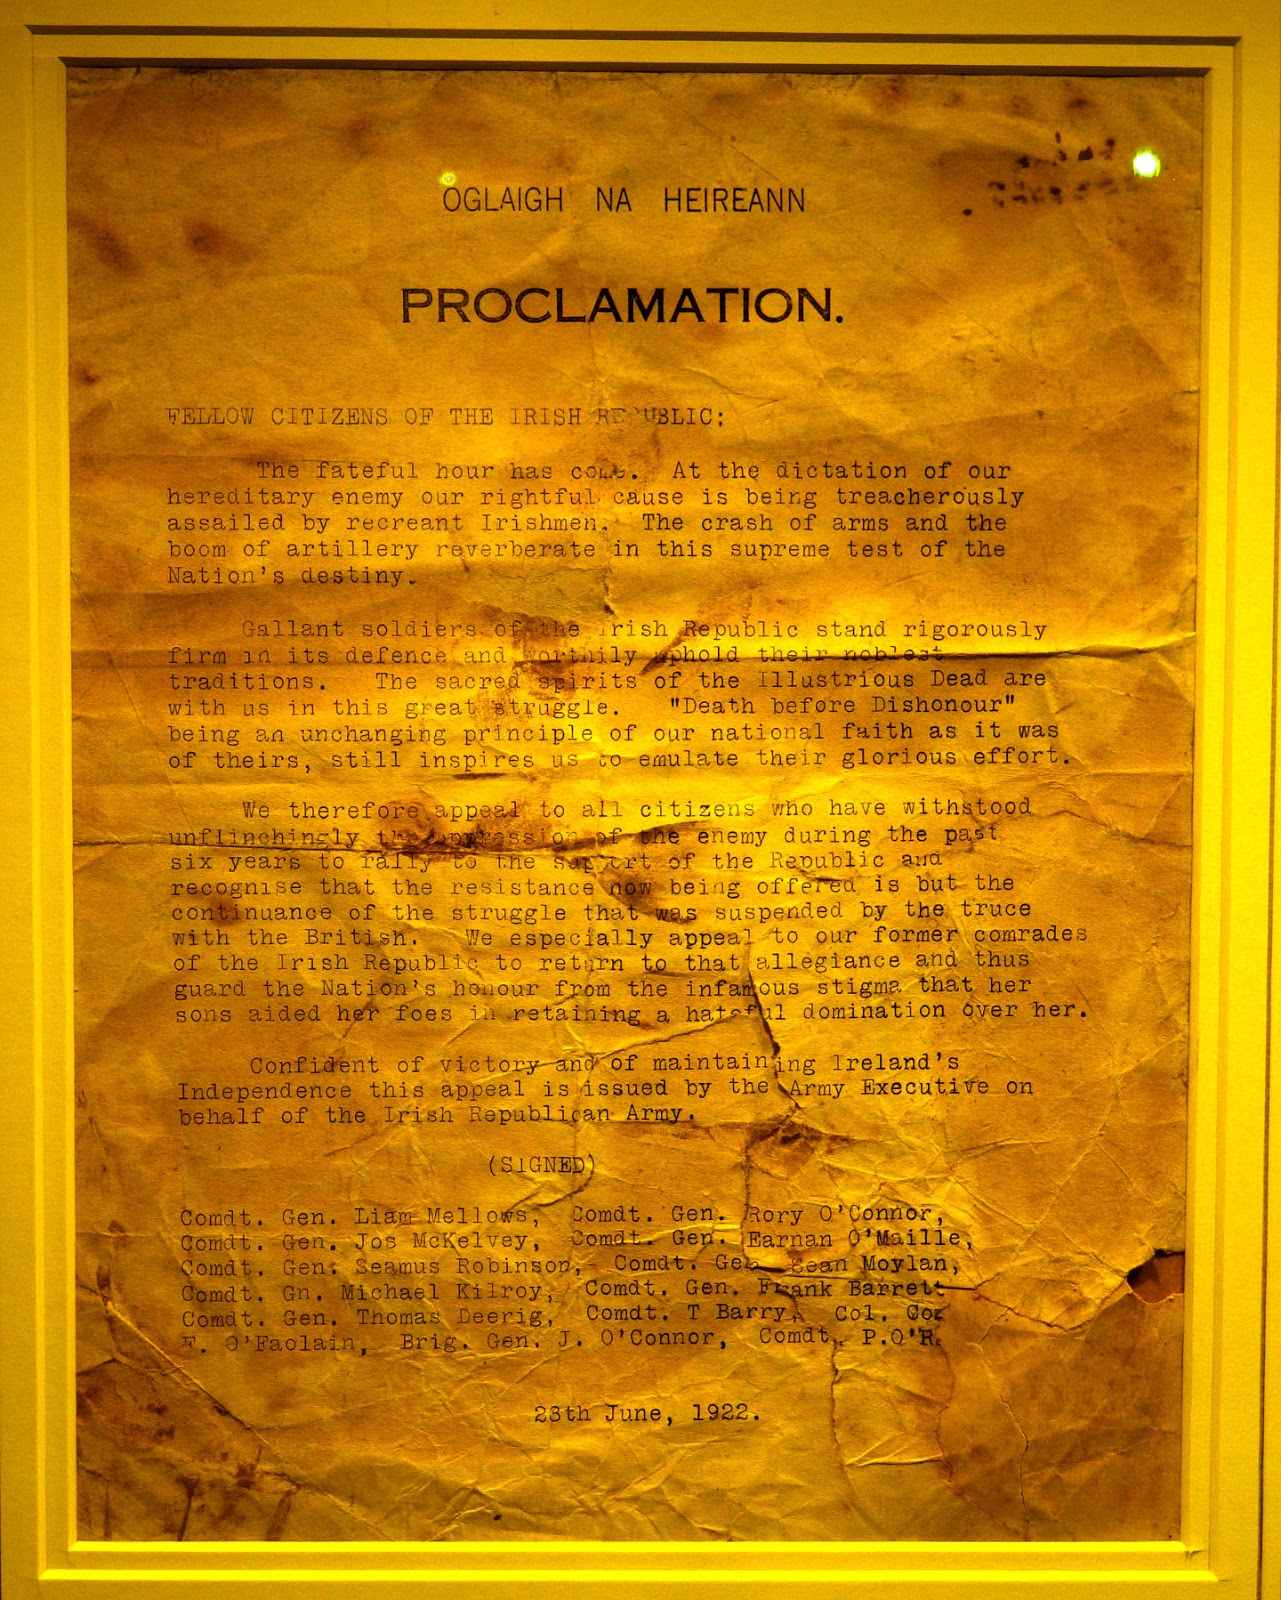 OGLAIGH NA HEIREANN
PROCLAMATION.
FELLOW CITIZENS OF THE IRISH REPUBLIC:
The fateful hour has come. At the dictation of our
hereditary enemy our rightful cause is being treacherously
assailed by recreant Irishmen. The crash of arms and the
boom of artillery reverberate in this supreme test of the
Nation's destiny.
Gallant soldiers of the Irish Republic stand rigorously
firm in its defence and worthily uphold their noblest
traditions. The sacred spirits of the Illustrious Dead are
with us in this great struggle. "Death before Dishonour"
being an unchanging principle of our national faith as it was
of theirs, still inspires us to emulate their glorious effort.
We therefore appeal to all citizens who have withstood
unflinchingly the oppression of the enemy during the past
six years to rally to the support of the Republic and
recognise that the resistance now being offered is but the
continuance of the struggle that was suspended by the truce
with the British. We especially appeal to our former comrades
of the Irish Republic to return to that allegiance and thus
guard the Nation's honour from the infamous stigma that her
sons aided her foes in retaining a hateful domination over her.
Confident of victory and of maintaining Ireland's
Independence this appeal is issued by the Army Executive on
behalf of the Irish Republican Army.
(SIGNED)
Comdt. Gen. Liam Mellows, Comdt. Gen. Rory O'Connor,
Comdt. Gen. Jos McKelvey, Comdt. Gen. Earnan O'Maille,
Comdt. Gen. Seamus Robinson, Comdt. Gen. Sean Moylan,
Comdt. Gn. Michael Kilroy, Comdt. Gen. Frank Barrett
Comdt. Gen. Thomas Deerig, Comdt. T Barry, Col.
F. O'Faolain, Brig. Gen. J. O'Connor, Comdt. P.O'R
28th June, 1922.